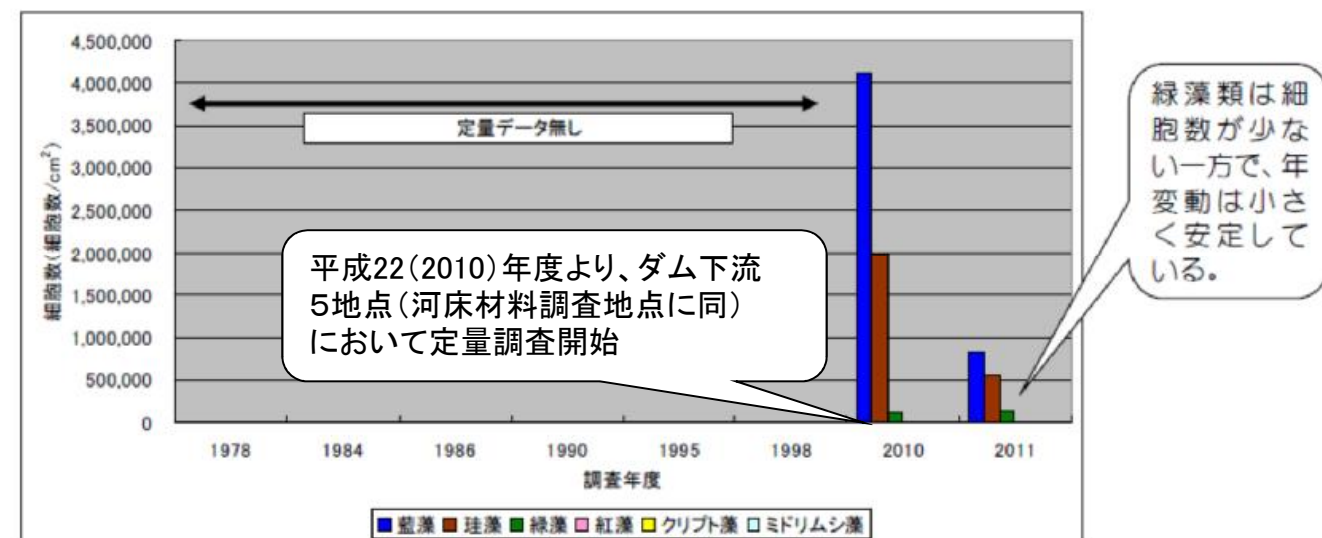 4,500,000
4,000,000
3,500,000
3,000,000
2,500,000
2,000,000
1,500,000
1,000,000
500,000
0
細胞数(細胞数/cm²)
定量データ無し
平成22(2010)年度より、ダム下流
5地点(河床材料調査地点に同)
において定量調査開始
緑藻類は細
胞数が少な
い一方で、年
変動は小さ
く安定して
いる。
1978 1984 1986 1990 1995 1998 2010 2011
調査年度
藍藻 珪藻 緑藻 紅藻 クリプト藻 ミドリムシ藻